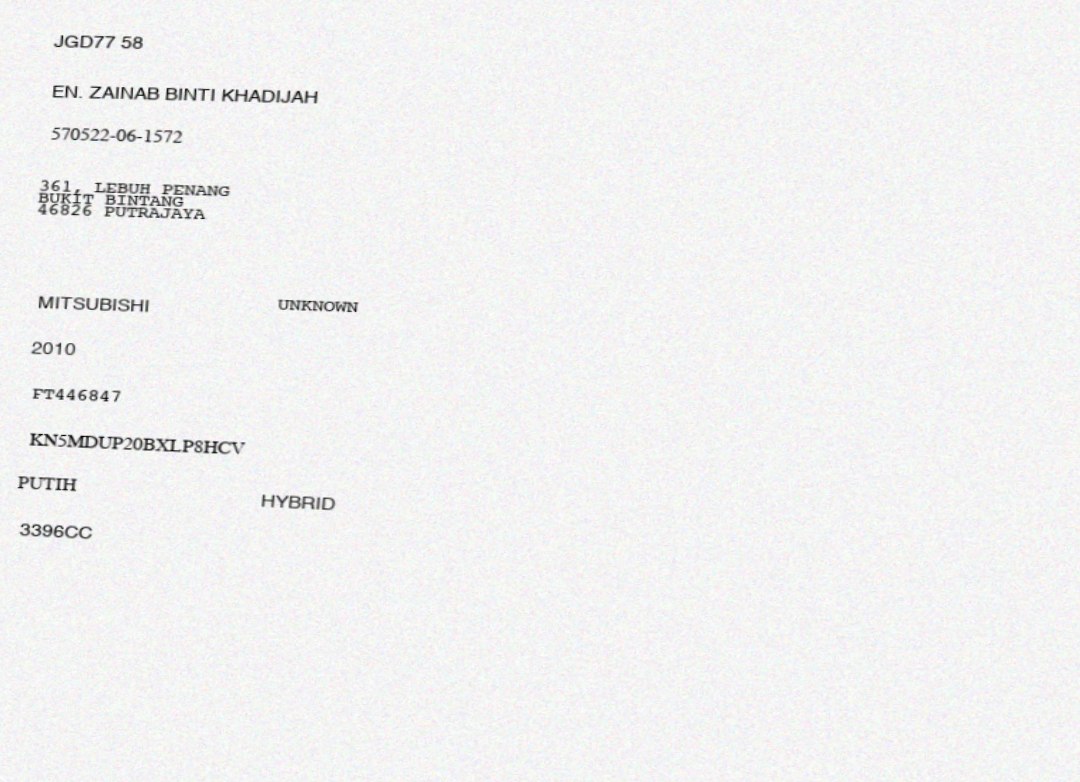 JGD77 58
EN. ZAINAB BINTI KHADIJAH
570522-06-1572
361, LEBUH PENANG
BUKIT BINTANG
46826 PUTRAJAYA
MITSUBISHI UNKNOWN
2010
FT446847
KN5MDUP20BXLP8HCV
PUTIH
HYBRID
3396CC